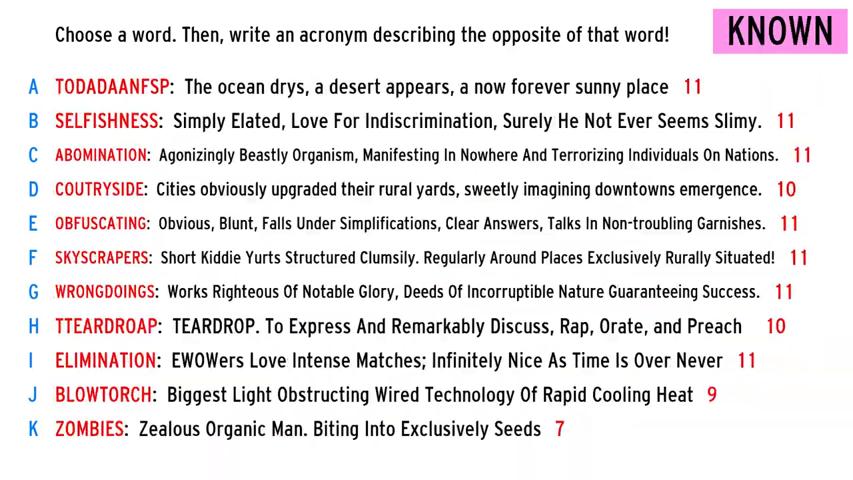 Choose a word. Then, write an acronym describing the opposite of that word!
KNOWN
A TODADAANFSP: The ocean drys, a desert appears, a now forever sunny place 11
B SELFISHNESS: Simply Elated, Love For Indiscrimination, Surely He Not Ever Seems Slimy. 11
C ABOMINATION: Agonizingly Beastly Organism, Manifesting In Nowhere And Terrorizing Individuals On Nations. 11
D COUTRYSIDE: Cities obviously upgraded their rural yards, sweetly imagining downtowns emergence. 10
E OBFUSCATING: Obvious, Blunt, Falls Under Simplifications, Clear Answers, Talks In Non-troubling Garnishes. 11
F SKYSCRAPERS: Short Kiddie Yurts Structured Clumsily. Regularly Around Places Exclusively Rurally Situated! 11
G WRONGDOINGS: Works Righteous Of Notable Glory, Deeds Of Incorruptible Nature Guaranteeing Success. 11
H TTEARDROAP: TEARDROP. To Express And Remarkably Discuss, Rap, Orate, and Preach 10
I ELIMINATION: EWOWers Love Intense Matches; Infinitely Nice As Time Is Over Never 11
J BLOWTORCH: Biggest Light Obstructing Wired Technology Of Rapid Cooling Heat 9
K ZOMBIES: Zealous Organic Man. Biting Into Exclusively Seeds 7